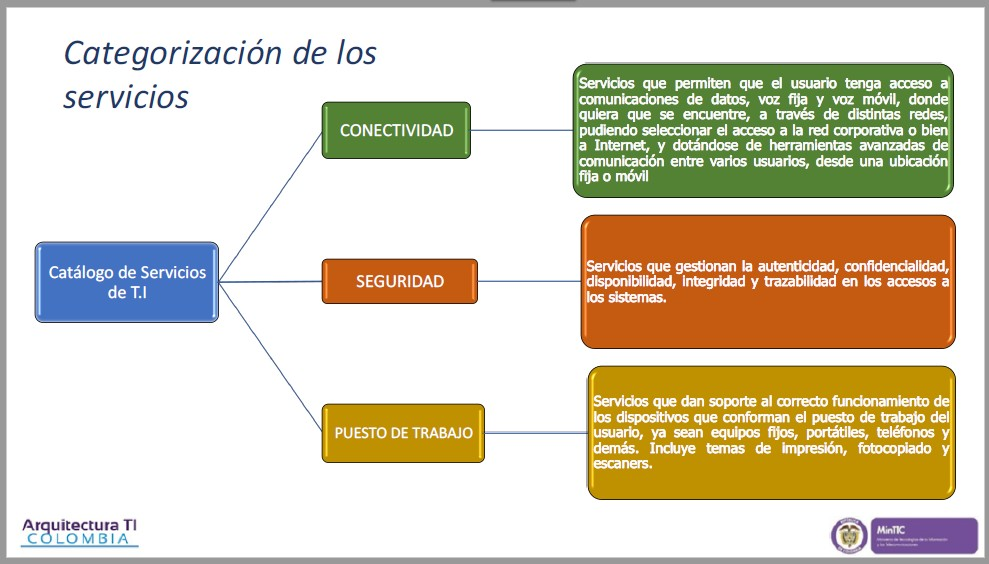 Categorización de los
servicios
CONECTIVIDAD
Servicios que permiten que el usuario tenga acceso a
comunicaciones de datos, voz fija y voz móvil, donde
quiera que se encuentre, a través de distintas redes,
pudiendo seleccionar el acceso a la red corporativa o bien
a Internet, y dotándose de herramientas avanzadas de
comunicación entre varios usuarios, desde una ubicación
fija o móvil
Catálogo de Servicios
de T.I
SEGURIDAD
Servicios que gestionan la autenticidad, confidencialidad,
disponibilidad, integridad y trazabilidad en los accesos a
los sistemas.
PUESTO DE TRABAJO
Servicios que dan soporte al correcto funcionamiento de
los dispositivos que conforman el puesto de trabajo del
usuario, ya sean equipos fijos, portátiles, teléfonos y
demás. Incluye temas de impresión, fotocopiado y
escaners.
Arquitectura TI
COLOMBIA
MinTIC